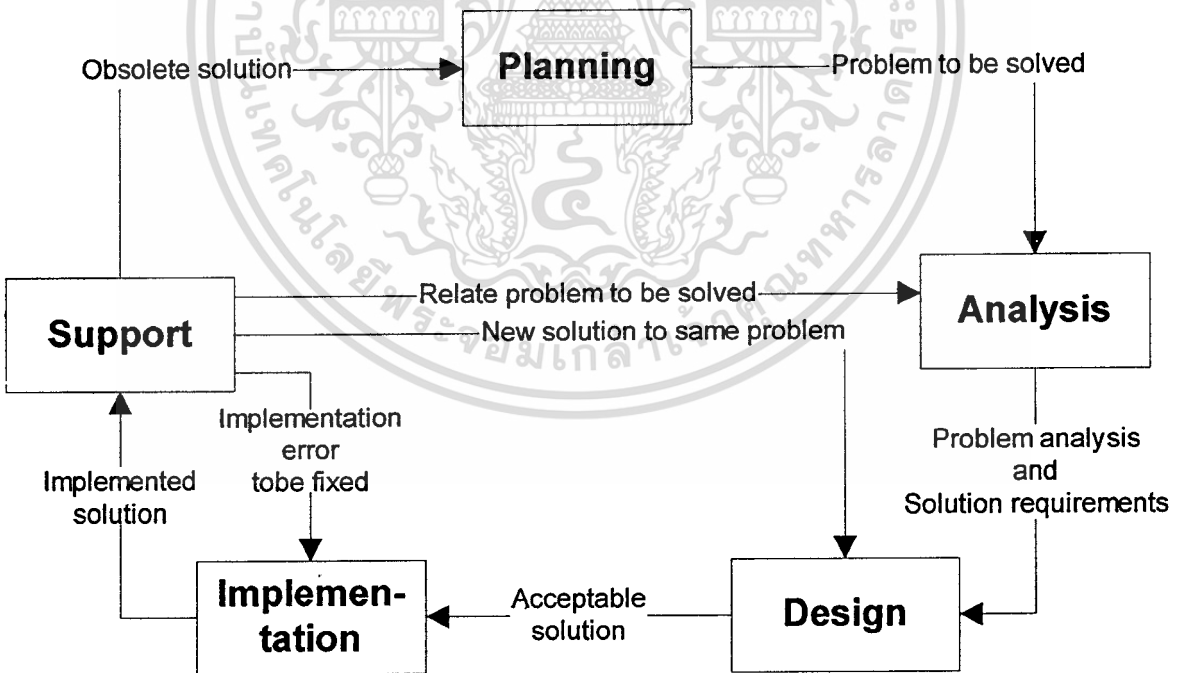 Obsolete solution
Planning
Problem to be solved
Support
Relate problem to be solved
New solution to same problem
Analysis
Implementation
error
tobe fixed
Implemented
solution
Problem analysis
and
Solution requirements
Implemen-
tation
Acceptable
solution
Design